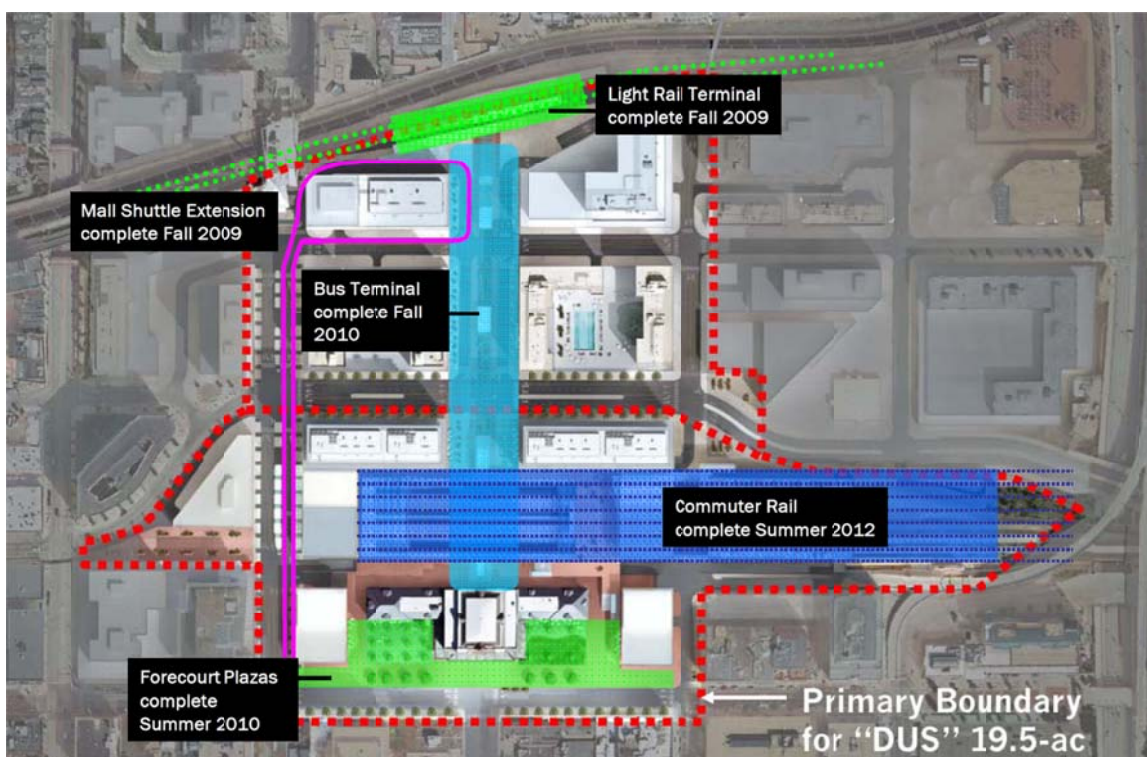 Light Rail Terminal
complete Fall 2009
Mall Shuttle Extension
complete Fall 2009
Bus Terminal
complete Fall
2010
Commuter Rail
complete Summer 2012
Forecourt Plazas
complete
Summer 2010
Primary Boundary
for “DUS” 19.5-ac